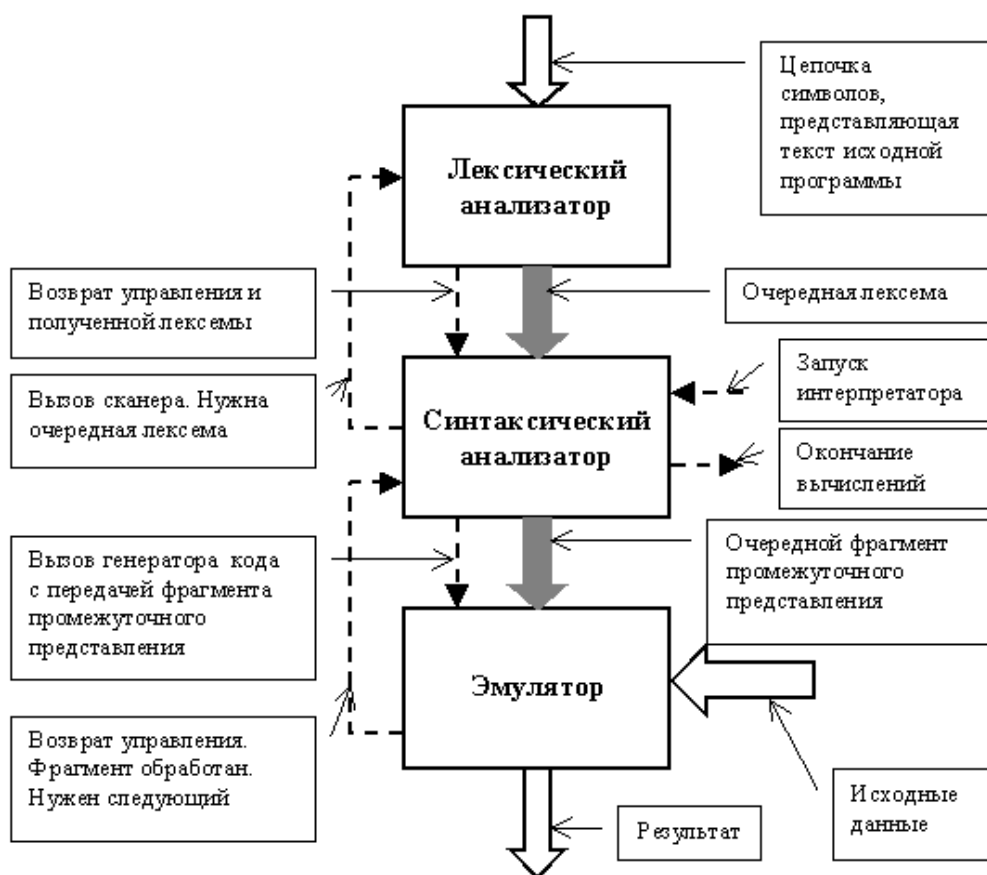 Цепочка
символов,
представляющая
текст исходной
программы
Лексический
анализатор
Возврат управления и
полученной лексемы
Очередная лексема
Вызов сканера. Нужна
очередная лексема
Запуск
интерпретатора
Синтаксический
анализатор
Окончание
вычислений
Вызов генератора кода
с передачей фрагмента
промежуточного
представления
Очередной фрагмент
промежуточного
представления
Эмулятор
Возврат управления.
Фрагмент обработан.
Нужен следующий
Исходные
данные
Результат